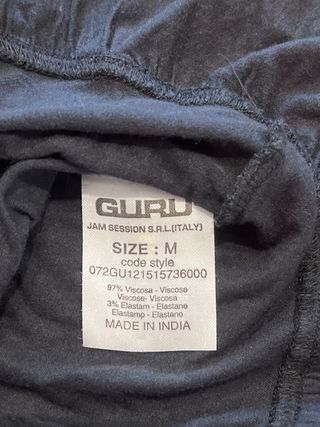 GURU
JAM SESSION S.R.L.(ITALY)
SIZE : M
code style
072GU121515736000
97% Viscosa - Viscose
Viscose- Viscosa
3% Elastam - Elastane
Elastamp - Elastano
MADE IN INDIA